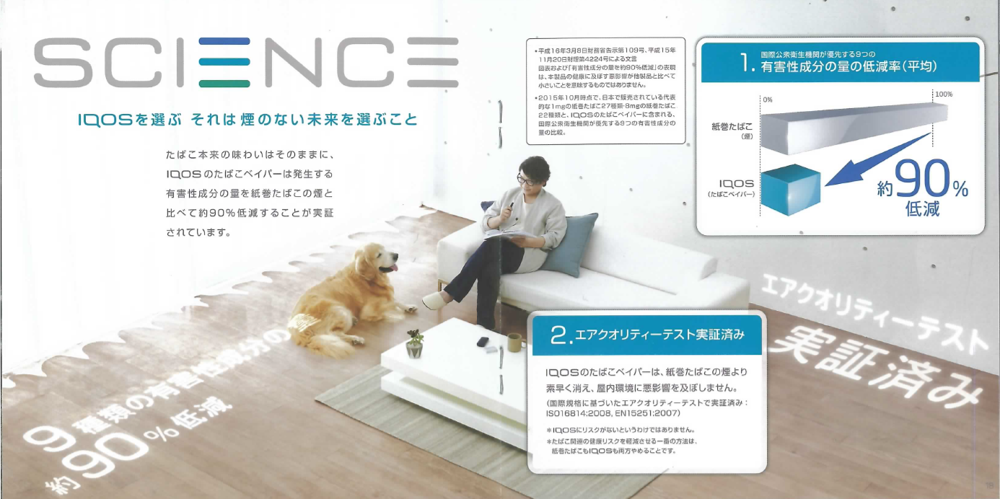 SCIENCE
IQOSを選ぶ それは 煙のない未来を選ぶこと
たばこ本来の味わいはそのままに、
IQOSのたばこベイパーは発生する
有害性成分の量を紙巻たばこの煙と
比べて約90%低減することが実証
されています。
•平成16年3月8日財務省告示第109号、平成15年
11月20日財理第4224号による文言
図表および「有害性成分の量を約90%低減」の表現
は、本製品の健康に及ぼす悪影響が他製品と比べて
小さいことを意味するものではありません。
•2015年10月時点で、日本で販売されている代表
的な1mgの紙巻たばこ27種類・8mgの紙巻たばこ
22種類と、IQOSのたばこベイパーに含まれる、
国際公衆衛生機関が優先する9つの有害性成分の
量の比較。
国際公衆衛生機関が優先する9つの
1. 有害性成分の量の低減率(平均)
0%
100%
紙巻たばこ
(煙)
IQOS
(たばこベイパー)
約90%
低減
エアクオリティーテスト
実証済み
9種類の有害性成分の量
約90%低減
2.エアクオリティーテスト実証済み
IQOSのたばこベイパーは、紙巻たばこの煙より
素早く消え、屋内環境に悪影響を及ぼしません。
(国際規格に基づいたエアクオリティーテストで実証済み:
ISO16814:2008, EN15251:2007)
*IQOSにリスクがないというわけではありません。
*たばこ関連の健康リスクを軽減させる一番の方法は、
紙巻たばこもIQOSも両方やめることです。